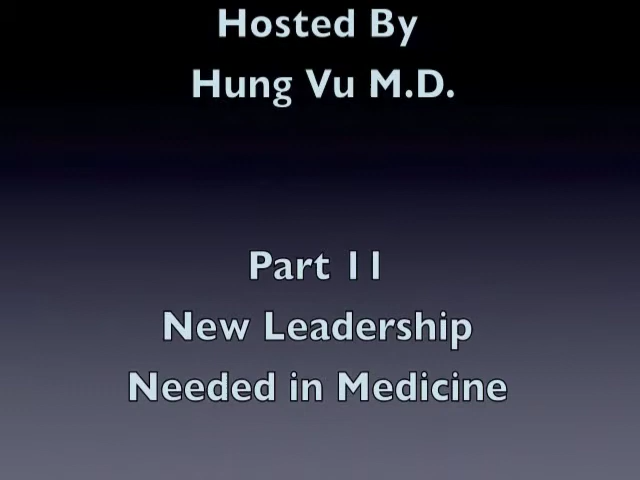 Hosted By
Hung Vu M.D.
Part 11
New Leadership
Needed in Medicine